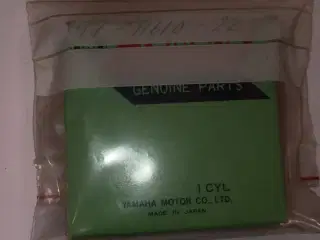 GENUINE PARTS
1 CYL
YAMAHA MOTOR CO., LTD.
MADE IN JAPAN